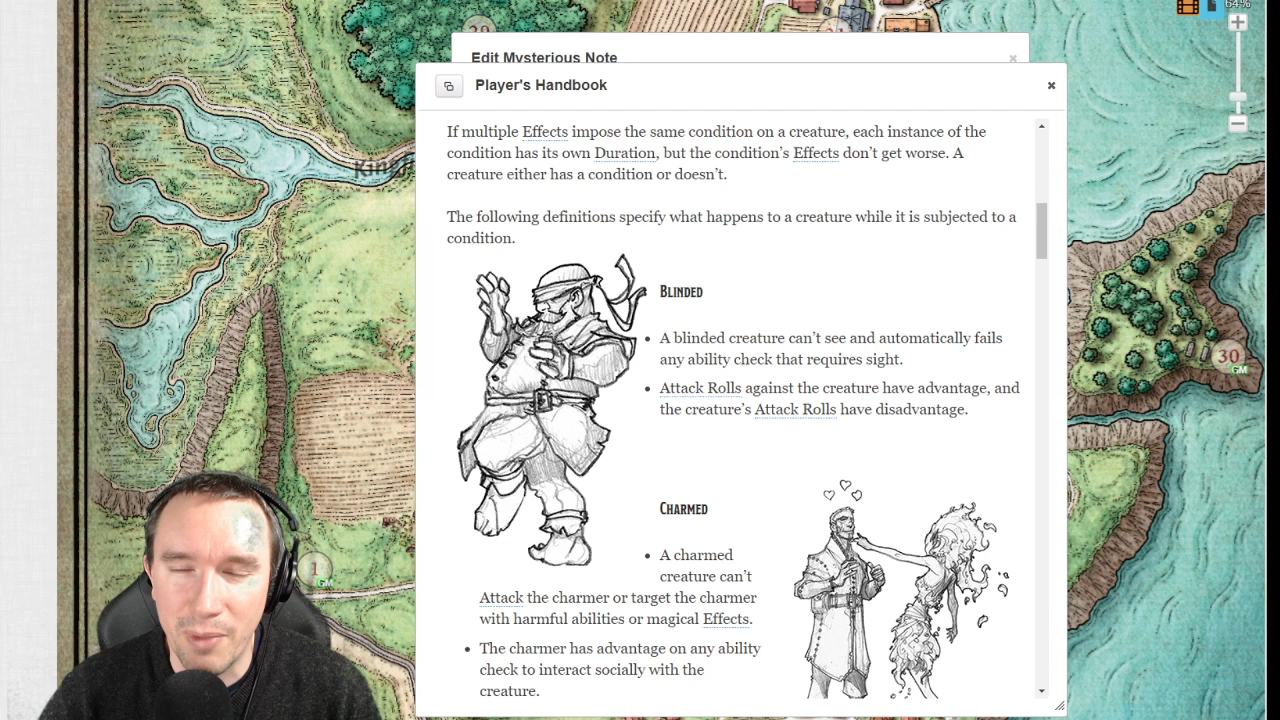 64%
29
31
Edit Mysterious Note
Player's Handbook
If multiple Effects impose the same condition on a creature, each instance of the
condition has its own Duration, but the condition’s Effects don’t get worse. A
creature either has a condition or doesn’t.
The following definitions specify what happens to a creature while it is subjected to a
condition.
BLINDED
• A blinded creature can’t see and automatically fails
any ability check that requires sight.
• Attack Rolls against the creature have advantage, and
the creature’s Attack Rolls have disadvantage.
30
GM
CHARMED
• A charmed
creature can’t
Attack the charmer or target the charmer
with harmful abilities or magical Effects.
• The charmer has advantage on any ability
check to interact socially with the
creature.
1
GM